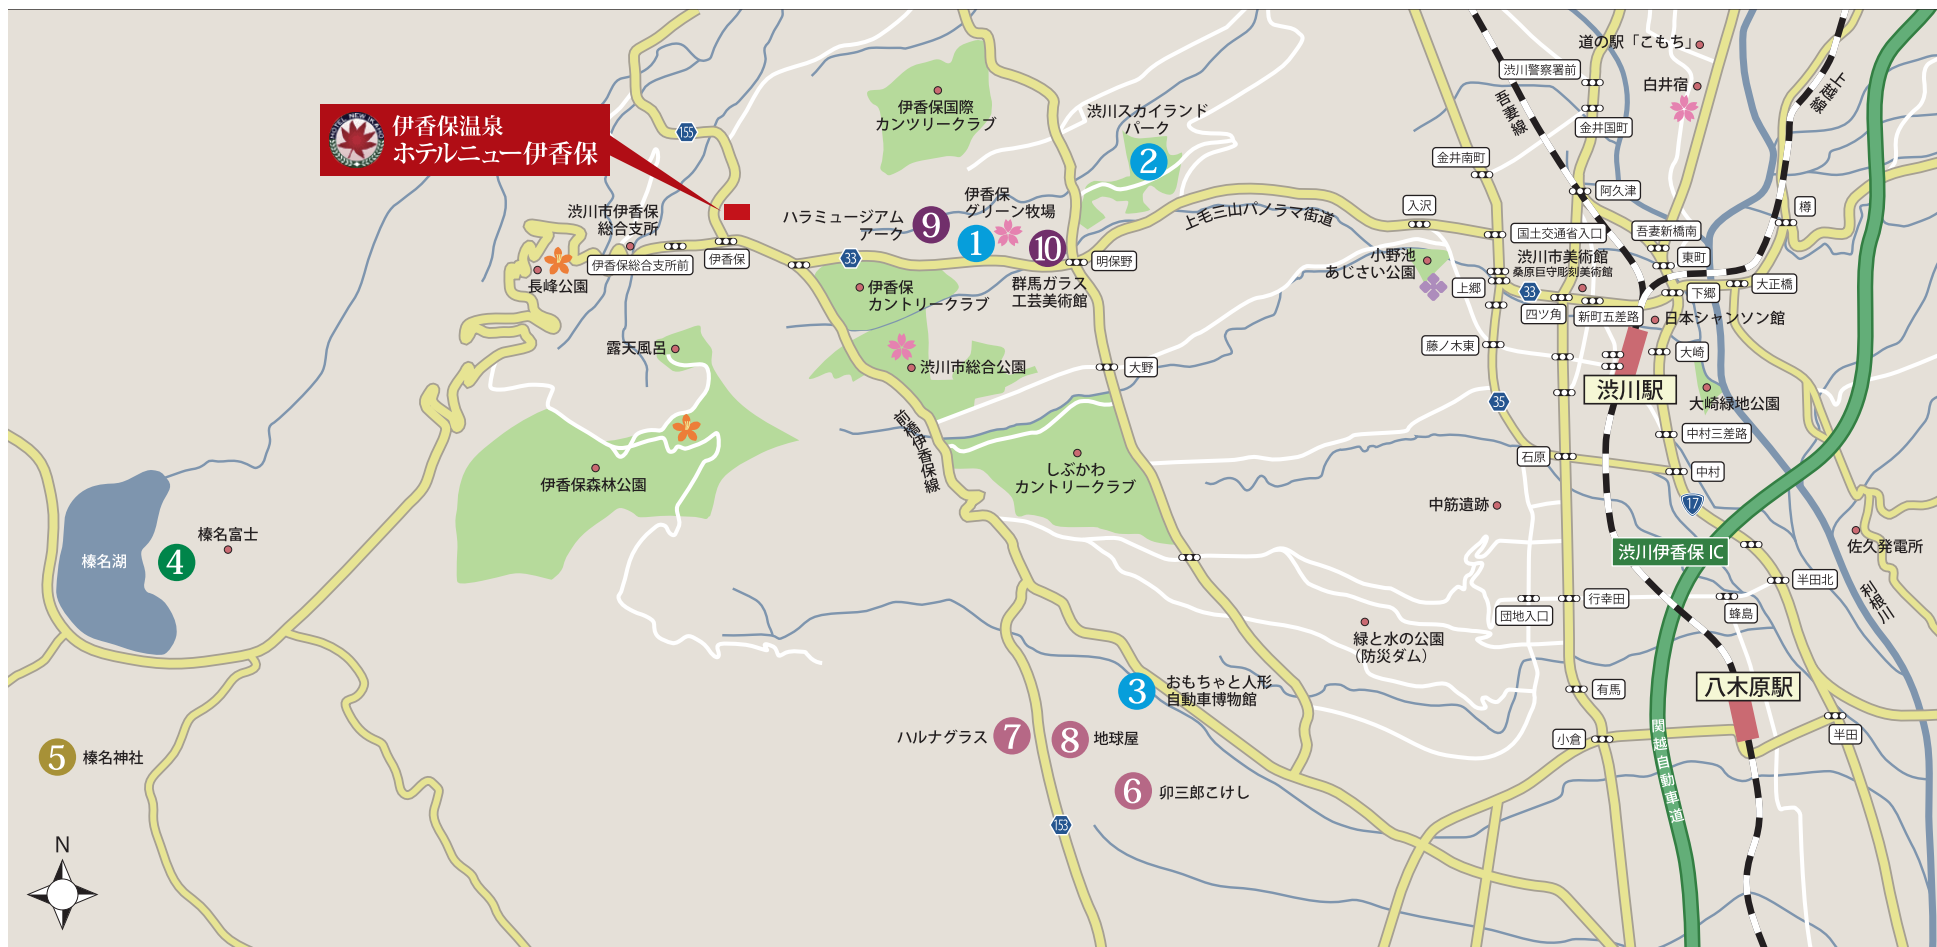 伊香保温泉
ホテルニュー伊香保
HOTEL NEW IKAHO
155
渋川市伊香保
総合支所
伊香保総合支所前
伊香保
長峰公園
露天風呂
伊香保森林公園
榛名湖
4
榛名富士
5
榛名神社
N
伊香保国際
カンツリークラブ
渋川スカイランド
パーク
2
ハラミュージアム
アーク
9
伊香保
グリーン牧場
1
10
群馬ガラス
工芸美術館
明保野
33
伊香保
カントリークラブ
渋川市総合公園
前橋伊香保線
大野
しぶかわ
カントリークラブ
上毛三山パノラマ街道
3
おもちゃと人形
自動車博物館
ハルナグラス
7
8
地球屋
6
卯三郎こけし
153
道の駅「こもち」
渋川警察署前
白井宿
吾妻線
上越線
金井国町
金井南町
阿久津
入沢
樽
国土交通省入口
吾妻新橋南
小野池
あじさい公園
渋川市美術館
桑原巨守彫刻美術館
東町
上郷
33
下郷
大正橋
四ツ角
新町五差路
日本シャンソン館
藤ノ木東
大崎
渋川駅
35
大崎緑地公園
中村三差路
石原
中村
中筋遺跡
17
渋川伊香保 IC
佐久発電所
半田北
利根川
団地入口
行幸田
蜂島
緑と水の公園
(防災ダム)
有馬
八木原駅
小倉
半田
関越自動車道